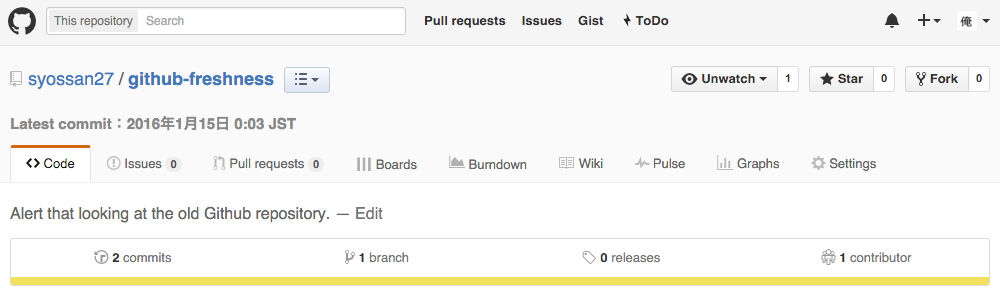 This repository Search Pull requests Issues Gist ToDo 俺
syossan27 / github-freshness Unwatch 1 Star 0 Fork 0
Latest commit：2016年1月15日 0:03 JST
Code Issues 0 Pull requests 0 Boards Burndown Wiki Pulse Graphs Settings
Alert that looking at the old Github repository. — Edit
2 commits 1 branch 0 releases 1 contributor